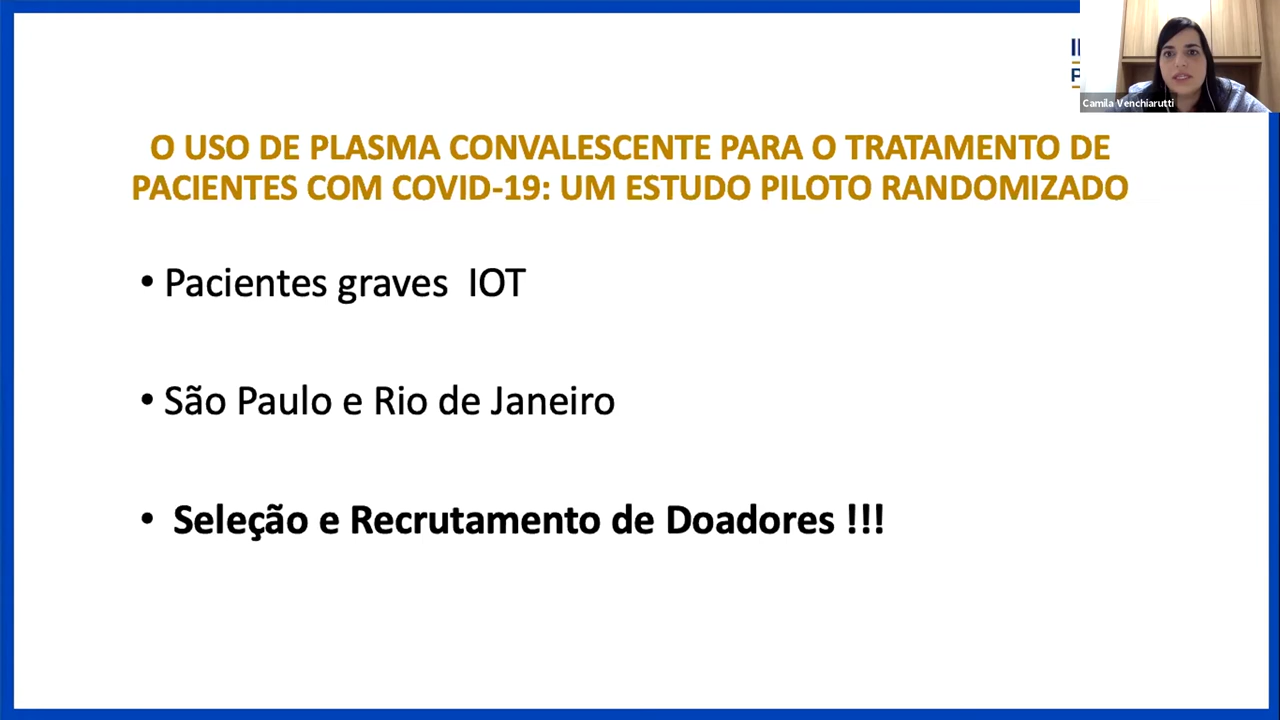 Camila Venchiarutti
O USO DE PLASMA CONVALESCENTE PARA O TRATAMENTO DE
PACIENTES COM COVID-19: UM ESTUDO PILOTO RANDOMIZADO
• Pacientes graves IOT
• São Paulo e Rio de Janeiro
• Seleção e Recrutamento de Doadores !!!